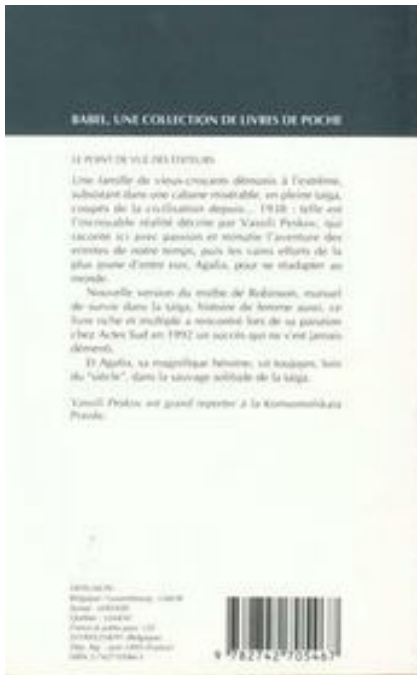 BABEL, UNE COLLECTION DE LIVRES DE POCHE
LE POINT DE VUE DES ÉDITEURS
Une famille de vieux-croyants démunis à l'extrême,
subsistant dans une cabane misérable, en pleine taïga,
coupés de la civilisation depuis... 1938 : telle est
l'incroyable réalité décrite par Vassili Peskov, qui
raconte ici avec passion et minutie l'aventure des
ermites de notre temps, puis les vains efforts de la
plus jeune d'entre eux, Agafia, pour se réadapter au
monde.
Nouvelle version du mythe de Robinson, manuel
de survie dans la taïga, histoire de femme aussi, ce
livre riche et multiple a rencontré lors de sa parution
chez Actes Sud en 1992 un succès qui ne s'est jamais
démenti.
Et Agafia, sa magnifique héroïne, vit toujours, loin
du "siècle", dans la sauvage solitude de la taïga.
Vassili Peskov est grand reporter à la Komsomolskaïa
Pravda.
9 782742 705467